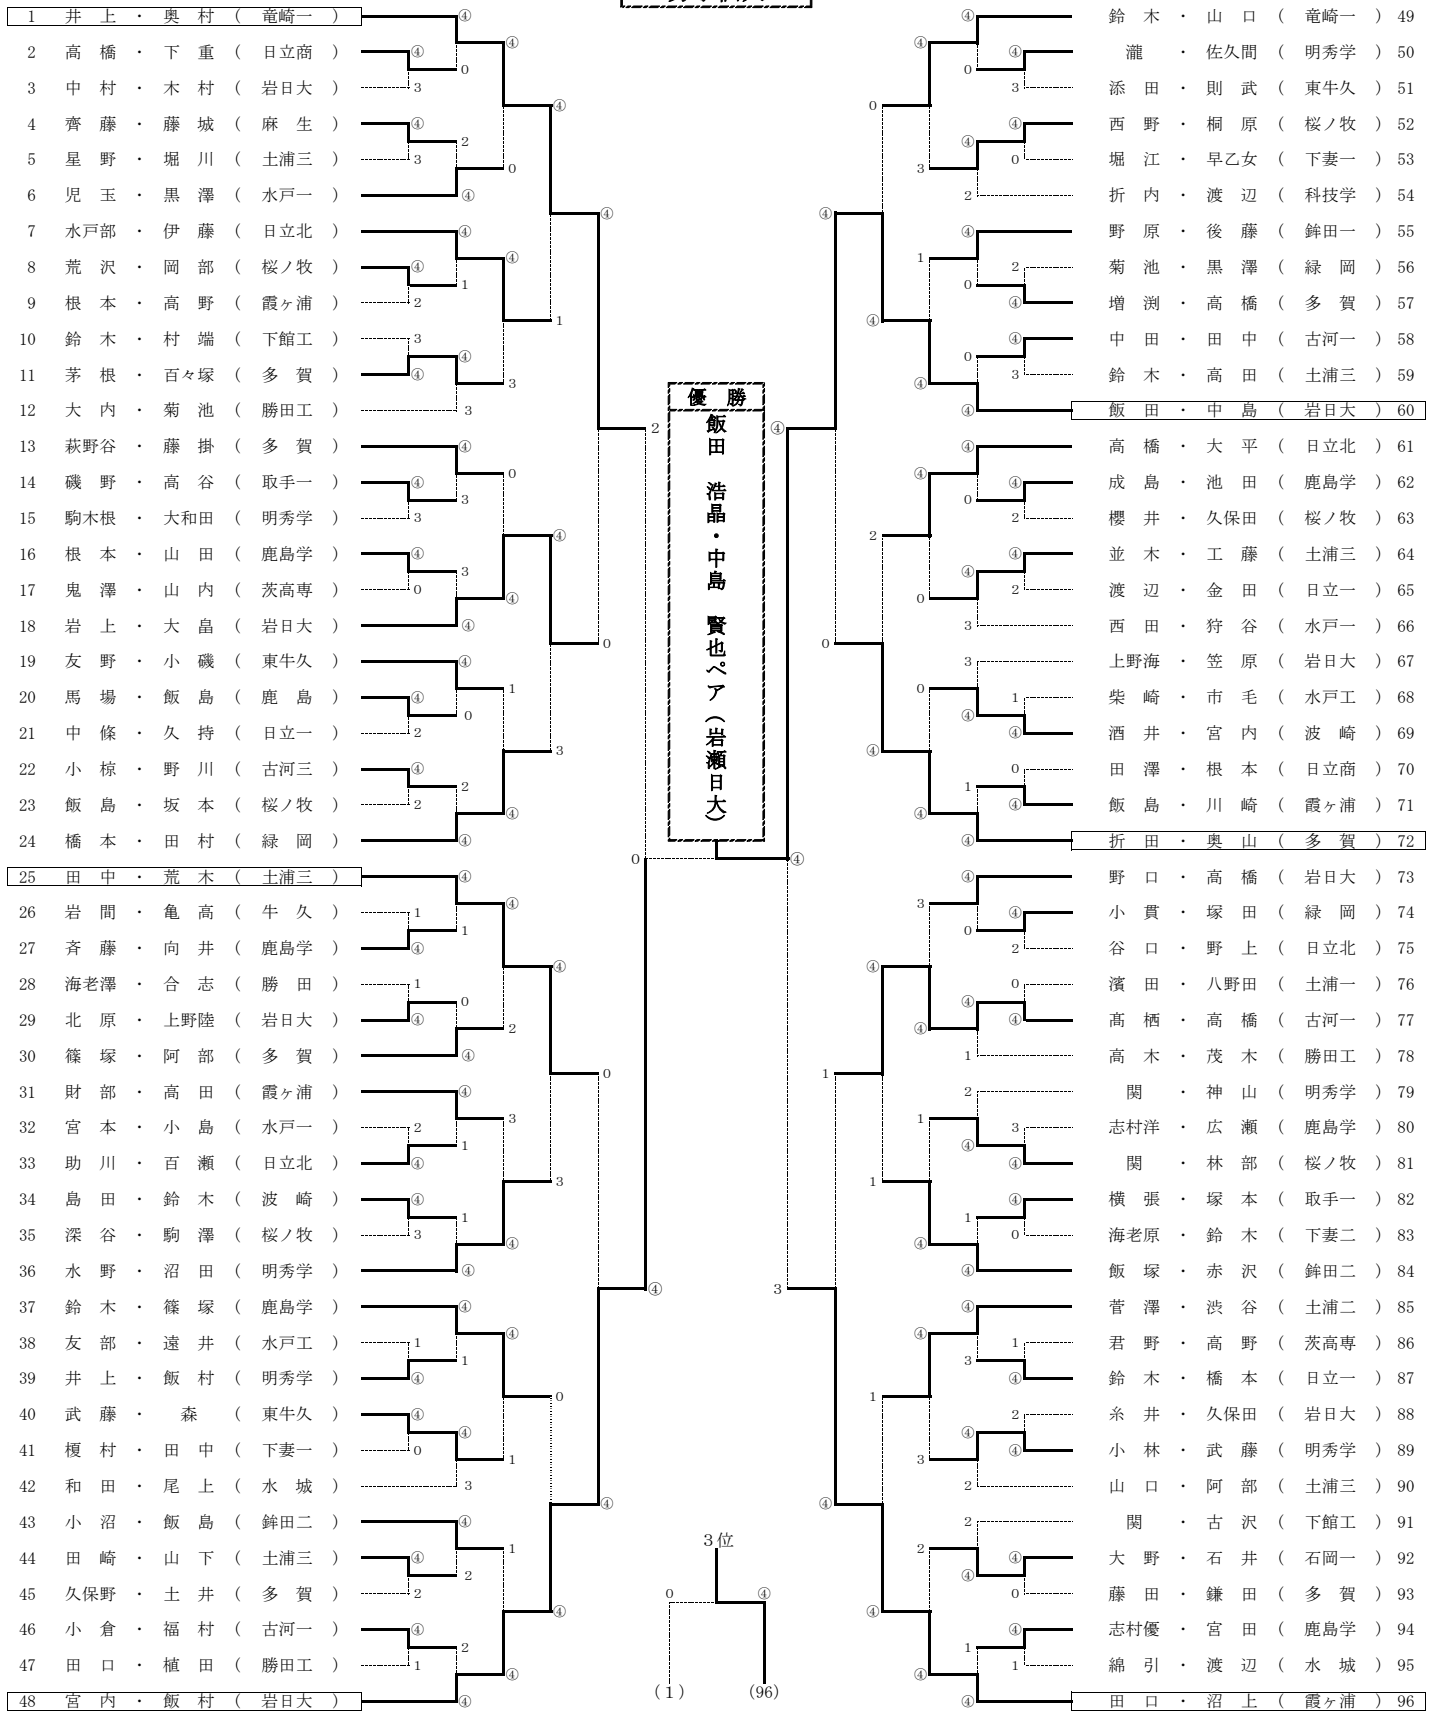 1 井上・奥村（竜崎一）
2 高橋・下重（日立商）
3 中村・木村（岩日大）
4 齊藤・藤城（麻生）
5 星野・堀川（土浦三）
6 児玉・黒澤（水戸一）
7 水戸部・伊藤（日立北）
8 荒沢・岡部（桜ノ牧）
9 根本・高野（霞ヶ浦）
10 鈴木・村端（下館工）
11 茅根・百々塚（多賀）
12 大内・菊池（勝田工）
13 萩野谷・藤掛（多賀）
14 磯野・高谷（取手一）
15 駒木根・大和田（明秀学）
16 根本・山田（鹿島学）
17 鬼澤・山内（茨高専）
18 岩上・大畠（岩日大）
19 友野・小磯（東牛久）
20 馬場・飯島（鹿島）
21 中條・久持（日立一）
22 小椋・野川（古河三）
23 飯島・坂本（桜ノ牧）
24 橋本・田村（緑岡）
25 田中・荒木（土浦三）
26 岩間・亀高（牛久）
27 斉藤・向井（鹿島学）
28 海老澤・合志（勝田）
29 北原・上野陸（岩日大）
30 篠塚・阿部（多賀）
31 財部・高田（霞ヶ浦）
32 宮本・小島（水戸一）
33 助川・百瀬（日立北）
34 島田・鈴木（波崎）
35 深谷・駒澤（桜ノ牧）
36 水野・沼田（明秀学）
37 鈴木・篠塚（鹿島学）
38 友部・遠井（水戸工）
39 井上・飯村（明秀学）
40 武藤・森（東牛久）
41 榎村・田中（下妻一）
42 和田・尾上（水城）
43 小沼・飯島（鉾田二）
44 田崎・山下（土浦三）
45 久保野・土井（多賀）
46 小倉・福村（古河一）
47 田口・植田（勝田工）
48 宮内・飯村（岩日大）
優勝
飯田 浩晶・中島 賢也ペア（岩瀬日大）
3位
0 ④
(1) (96)
鈴木・山口（竜崎一）49
瀧・佐久間（明秀学）50
添田・則武（東牛久）51
西野・桐原（桜ノ牧）52
堀江・早乙女（下妻一）53
折内・渡辺（科技学）54
野原・後藤（鉾田一）55
菊池・黒澤（緑岡）56
増渕・高橋（多賀）57
中田・田中（古河一）58
鈴木・高田（土浦三）59
飯田・中島（岩日大）60
高橋・大平（日立北）61
成島・池田（鹿島学）62
櫻井・久保田（桜ノ牧）63
並木・工藤（土浦三）64
渡辺・金田（日立一）65
西田・狩谷（水戸一）66
上野海・笠原（岩日大）67
柴崎・市毛（水戸工）68
酒井・宮内（波崎）69
田澤・根本（日立商）70
飯島・川崎（霞ヶ浦）71
折田・奥山（多賀）72
野口・高橋（岩日大）73
小貫・塚田（緑岡）74
谷口・野上（日立北）75
濱田・八野田（土浦一）76
髙栖・高橋（古河一）77
高木・茂木（勝田工）78
関・神山（明秀学）79
志村洋・広瀬（鹿島学）80
関・林部（桜ノ牧）81
横張・塚本（取手一）82
海老原・鈴木（下妻二）83
飯塚・赤沢（鉾田二）84
菅澤・渋谷（土浦二）85
君野・高野（茨高専）86
鈴木・橋本（日立一）87
糸井・久保田（岩日大）88
小林・武藤（明秀学）89
山口・阿部（土浦三）90
関・古沢（下館工）91
大野・石井（石岡一）92
藤田・鎌田（多賀）93
志村優・宮田（鹿島学）94
綿引・渡辺（水城）95
田口・沼上（霞ヶ浦）96